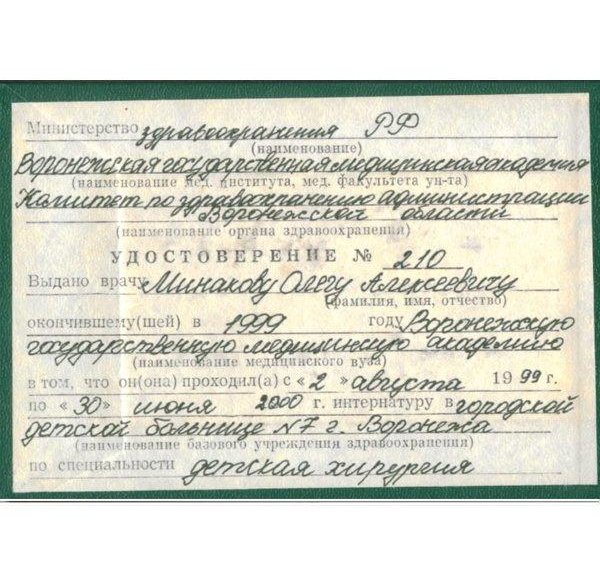 Министерство здравоохранения РФ
(наименование)
Воронежская государственная медицинская академия
(наименование мед. института, мед. факультета ун-та)
Комитет по здравоохранению администрации
Воронежской области
(наименование органа здравоохранения)
УДОСТОВЕРЕНИЕ № 210
Выдано врачу Минакову Олегу Алексеевичу
(фамилия, имя, отчество)
окончившему(шей) в 1999 году Воронежскую
государственную медицинскую академию
(наименование медицинского вуза)
в том, что он(она) проходил(а) с « 2 » августа 1999 г.
по « 30 » июня 2000 г. интернатуру в городской
детской больнице N7 г. Воронежа
(наименование базового учреждения здравоохранения)
по специальности детская хирургия